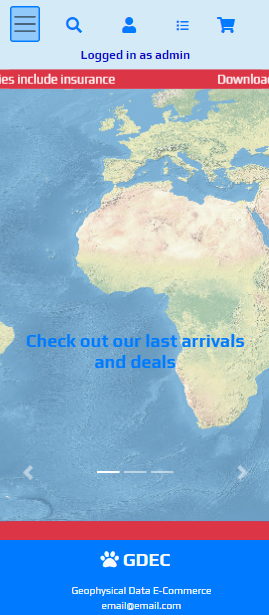 Logged in as admin
ies include insurance Download
Check out our last arrivals
and deals
GDEC
Geophysical Data E-Commerce
email@email.com